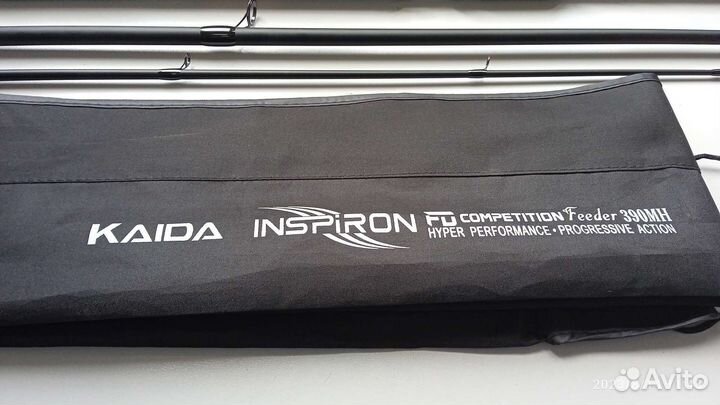 KAIDA INSPiRON FD COMPETITION Feeder 390MH
HYPER PERFORMANCE • PROGRESSIVE ACTION
Avito